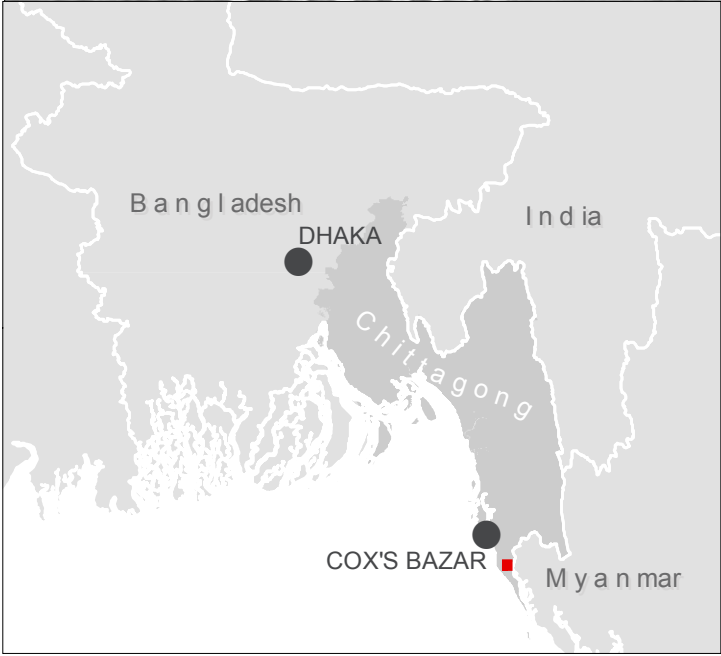 Bangladesh
India
DHAKA
Chittagong
COX'S BAZAR
Myanmar